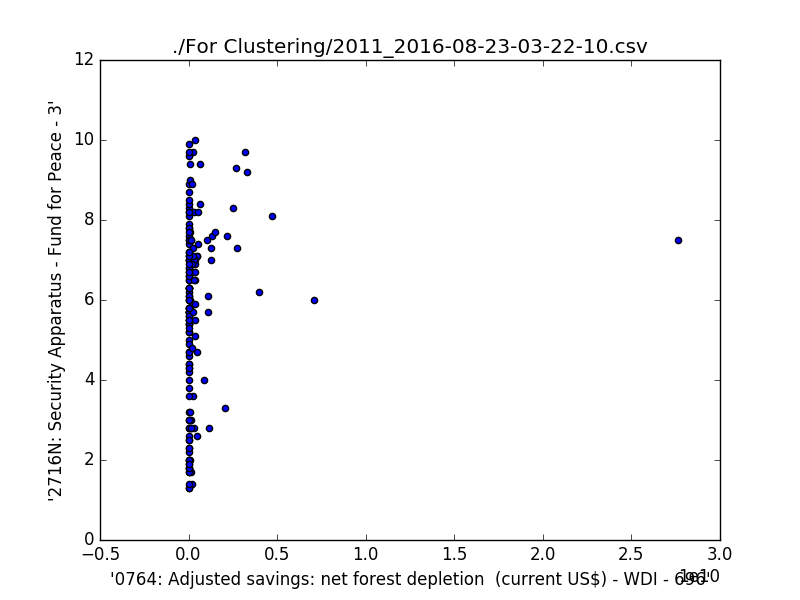 ./For Clustering/2011_2016-08-23-03-22-10.csv
12
10
8
6
4
2
0
'2716N: Security Apparatus - Fund for Peace - 3'
−0.5 0.0 0.5 1.0 1.5 2.0 2.5 3.0
1e10
'0764: Adjusted savings: net forest depletion  (current US$) - WDI - 696'